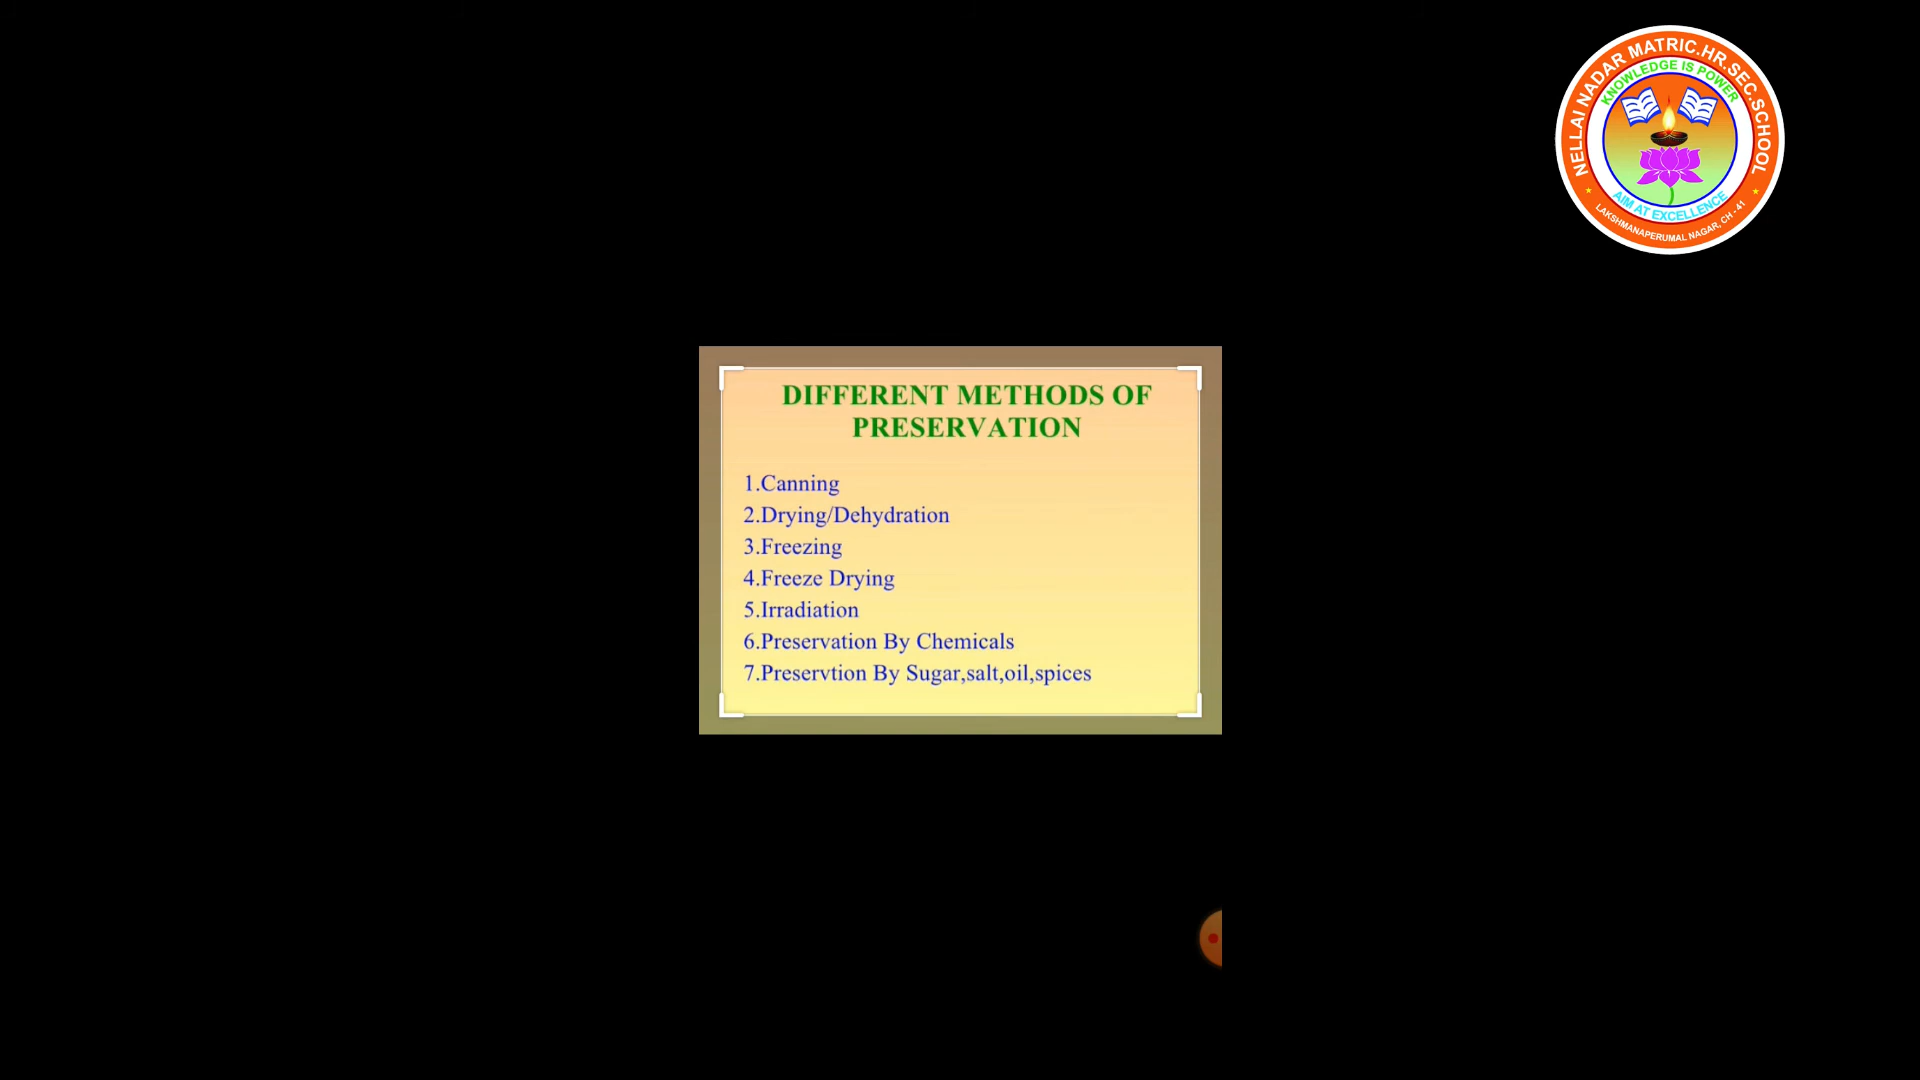 NELLAI NADAR MATRIC.HR.SEC.SCHOOL
KNOWLEDGE IS POWER
AIM AT EXCELLENCE
LAKSHMANAPERUMAL NAGAR, CH - 41
DIFFERENT METHODS OF
PRESERVATION
1.Canning
2.Drying/Dehydration
3.Freezing
4.Freeze Drying
5.Irradiation
6.Preservation By Chemicals
7.Preservtion By Sugar,salt,oil,spices